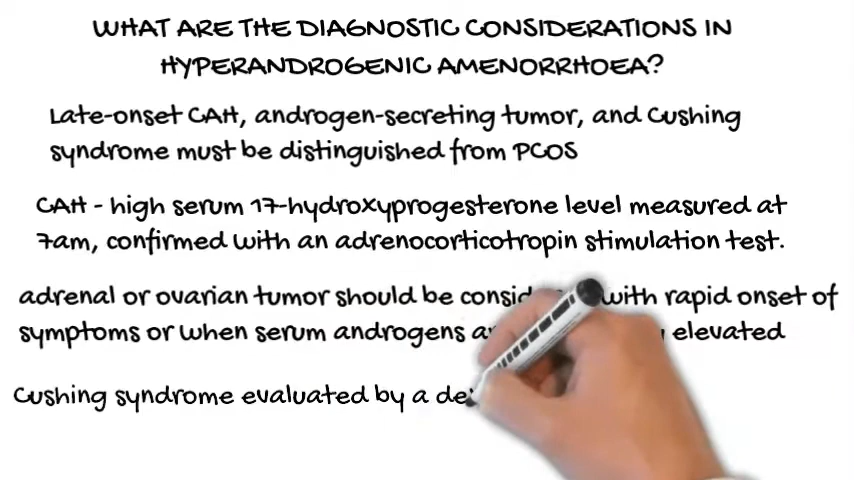 WHAT ARE THE DIAGNOSTIC CONSIDERATIONS IN
HYPERANDROGENIC AMENORRHOEA?
Late-onset CAH, androgen-secreting tumor, and Cushing
syndrome must be distinguished from PCOS
CAH - high serum 17-hydroxyprogesterone level measured at
7am, confirmed with an adrenocorticotropin stimulation test.
adrenal or ovarian tumor should be with rapid onset of
symptoms or when serum androgens elevated
Cushing syndrome evaluated by a